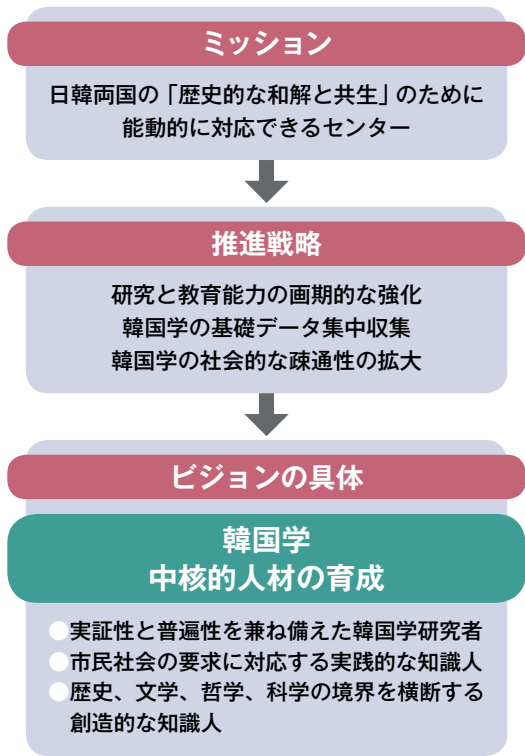 ミッション
日韓両国の「歴史的な和解と共生」のために
能動的に対応できるセンター
推進戦略
研究と教育能力の画期的な強化
韓国学の基礎データ集中収集
韓国学の社会的な疎通性の拡大
ビジョンの具体
韓国学
中核的人材の育成
●実証性と普遍性を兼ね備えた韓国学研究者
●市民社会の要求に対応する実践的な知識人
●歴史、文学、哲学、科学の境界を横断する
創造的な知識人